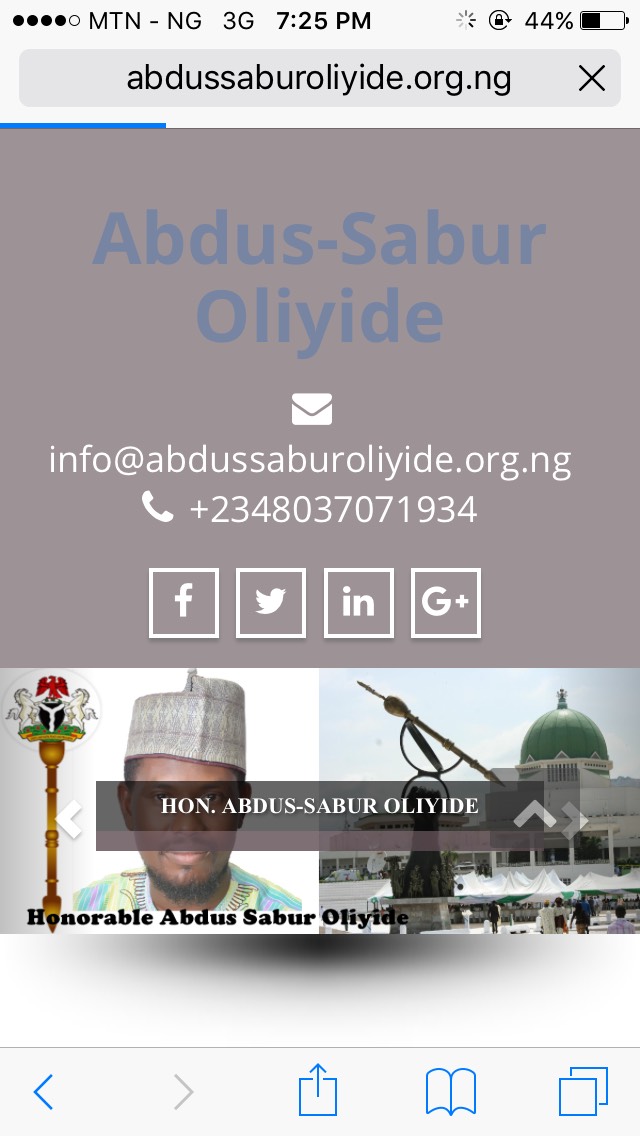 MTN - NG 3G 7:25 PM 44%
abdussaburoliyide.org.ng
Abdus-Sabur
Oliyide
info@abdussaburoliyide.org.ng
+2348037071934
f in G+
HON. ABDUS-SABUR OLIYIDE
Honorable Abdus Sabur Oliyide